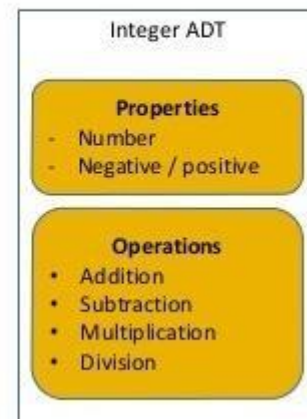 Integer ADT
Properties
- Number
- Negative / positive
Operations
• Addition
• Subtraction
• Multiplication
• Division